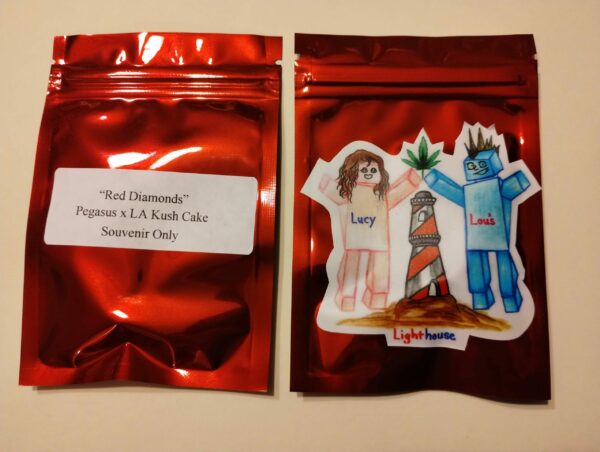 “Red Diamonds”
Pegasus x LA Kush Cake
Souvenir Only
Lucy
Lou's
Lighthouse